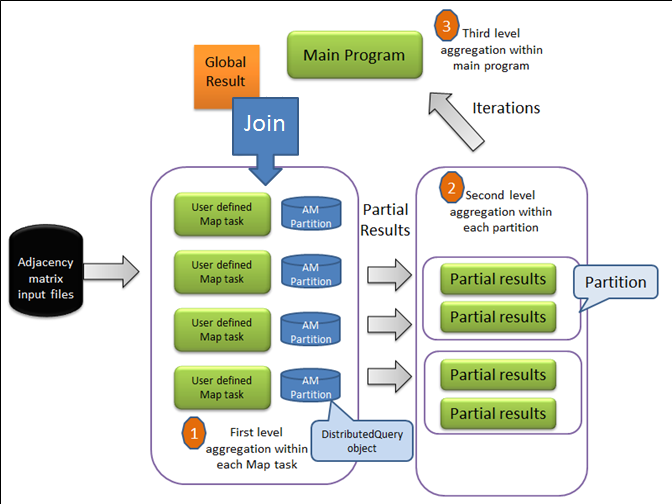 3
Third level
aggregation within
main program
Main Program
Global
Result
Iterations
Join
2
Second level
aggregation within
each partition
User defined
Map task
AM
Partition
Partial
Results
User defined
Map task
AM
Partition
Partial results
Partition
Adjacency
matrix
input files
Partial results
User defined
Map task
AM
Partition
Partial results
User defined
Map task
AM
Partition
Partial results
1
First level
aggregation within
each Map task
DistributedQuery
object